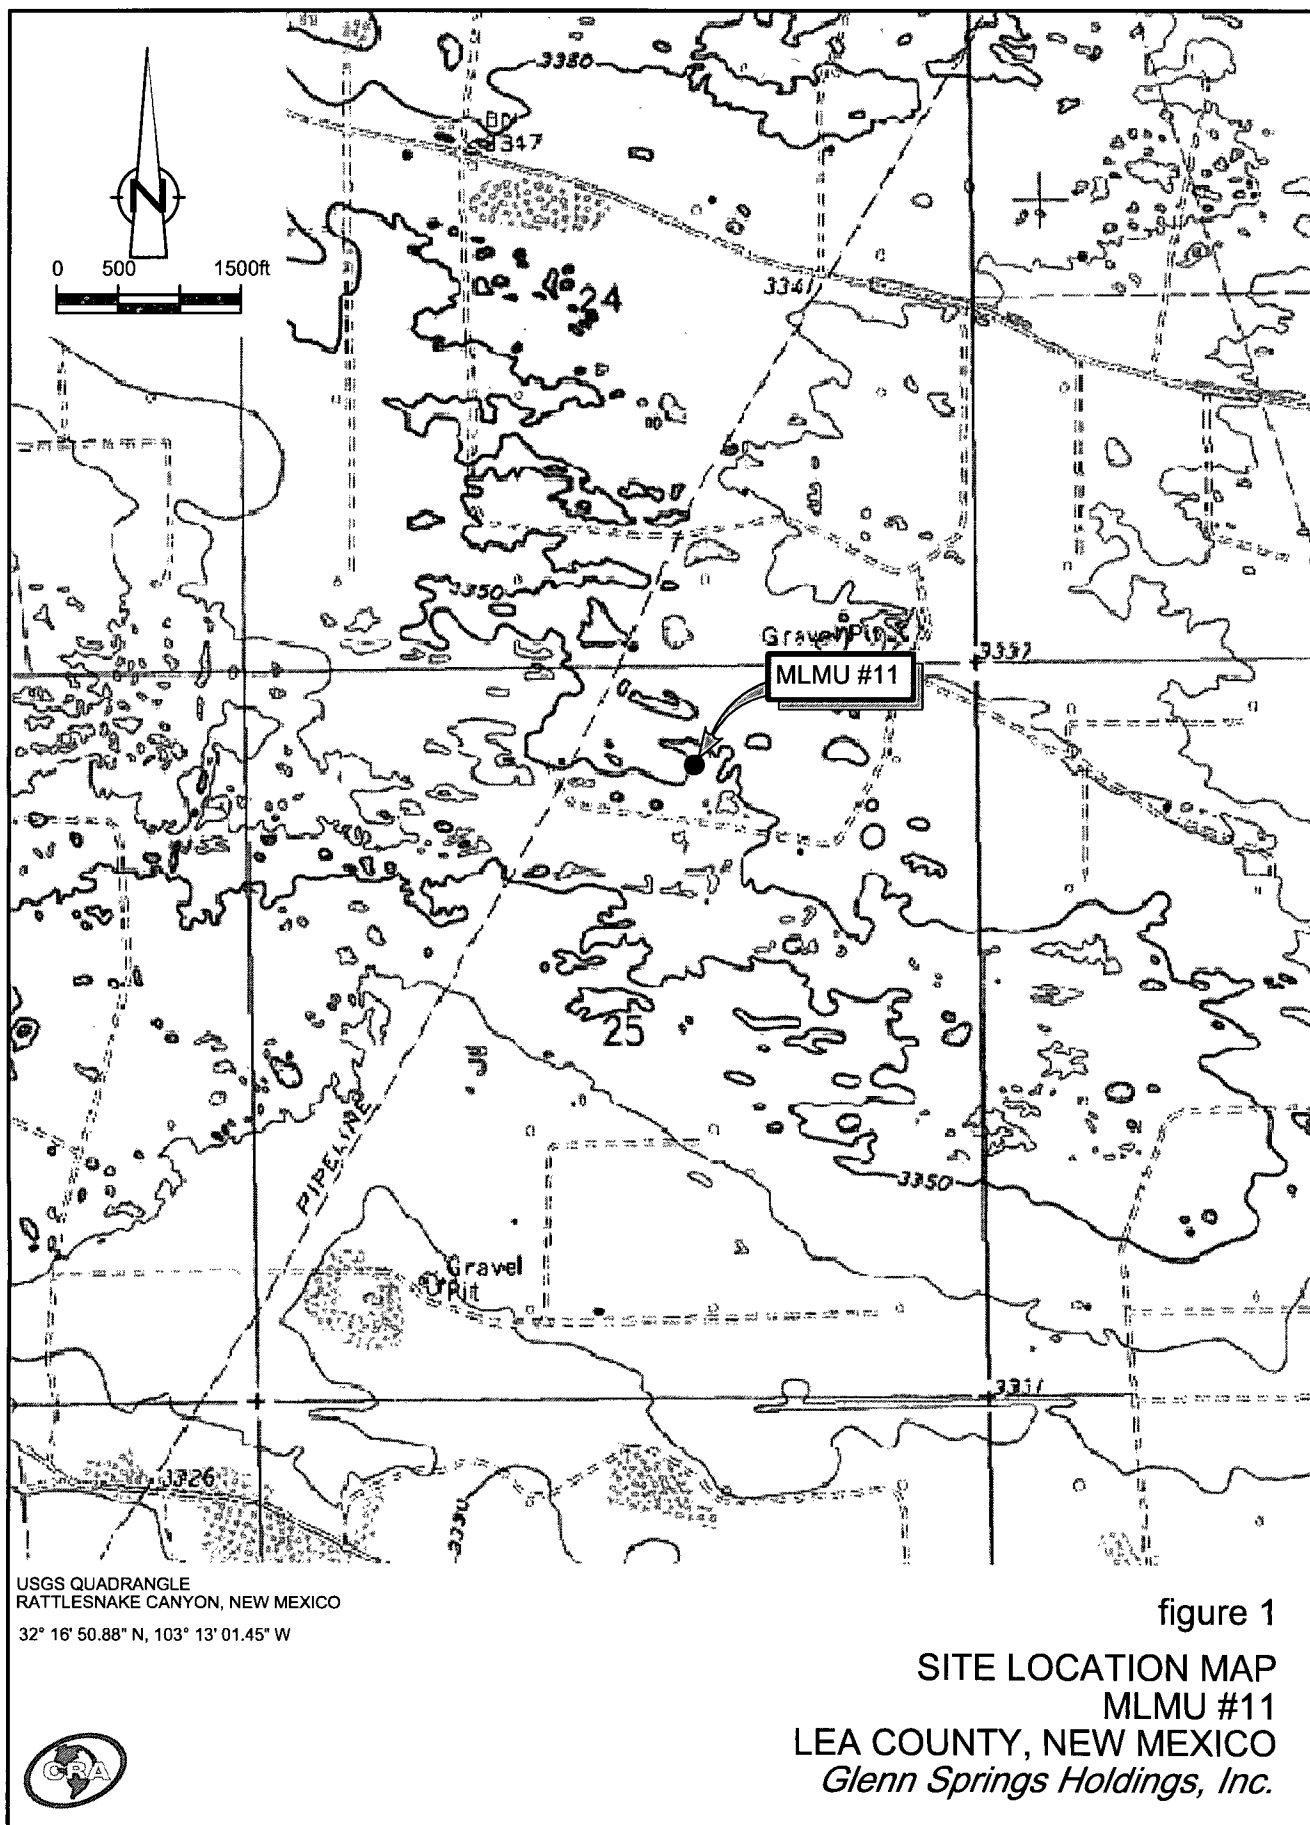 3380
BM
3347
N
0 500 1500ft
24
3341
3350
Gravel Pit
3337
MLMU #11
25
PIPELINE
3350
Gravel
Pit
3331
3326
3330
USGS QUADRANGLE
RATTLESNAKE CANYON, NEW MEXICO
32° 16' 50.88" N, 103° 13' 01.45" W
figure 1
SITE LOCATION MAP
MLMU #11
LEA COUNTY, NEW MEXICO
Glenn Springs Holdings, Inc.
CRA